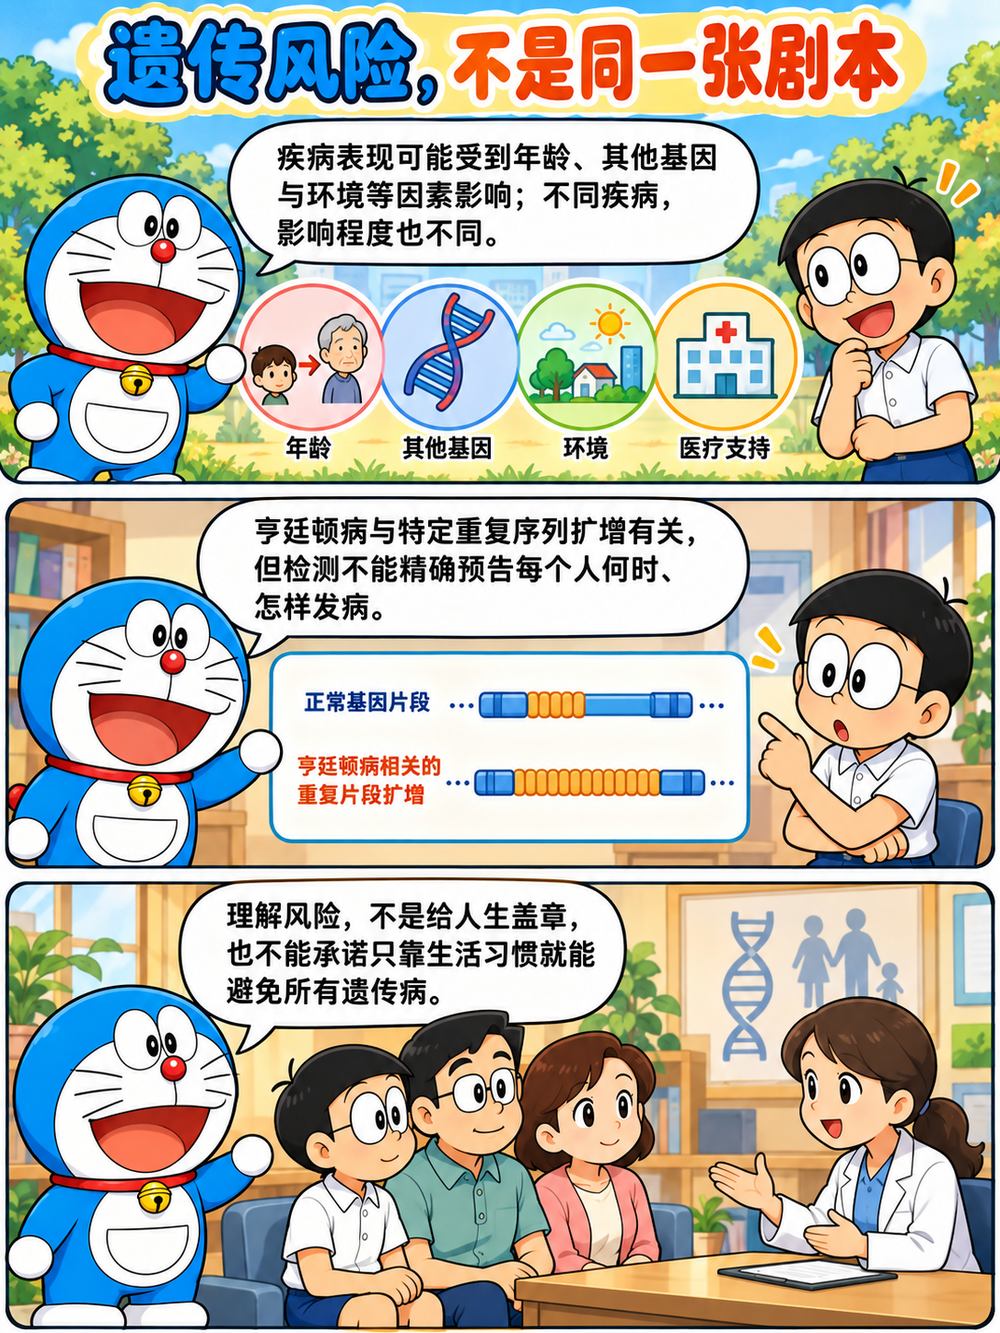 遗传风险，不是同一张剧本
疾病表现可能受到年龄、其他基因
与环境等因素影响；不同疾病，
影响程度也不同。
年龄
其他基因
环境
医疗支持
亨廷顿病与特定重复序列扩增有关，
但检测不能精确预告每个人何时、
怎样发病。
正常基因片段
亨廷顿病相关的
重复片段扩增
理解风险，不是给人生盖章，
也不能承诺只靠生活习惯就能
避免所有遗传病。